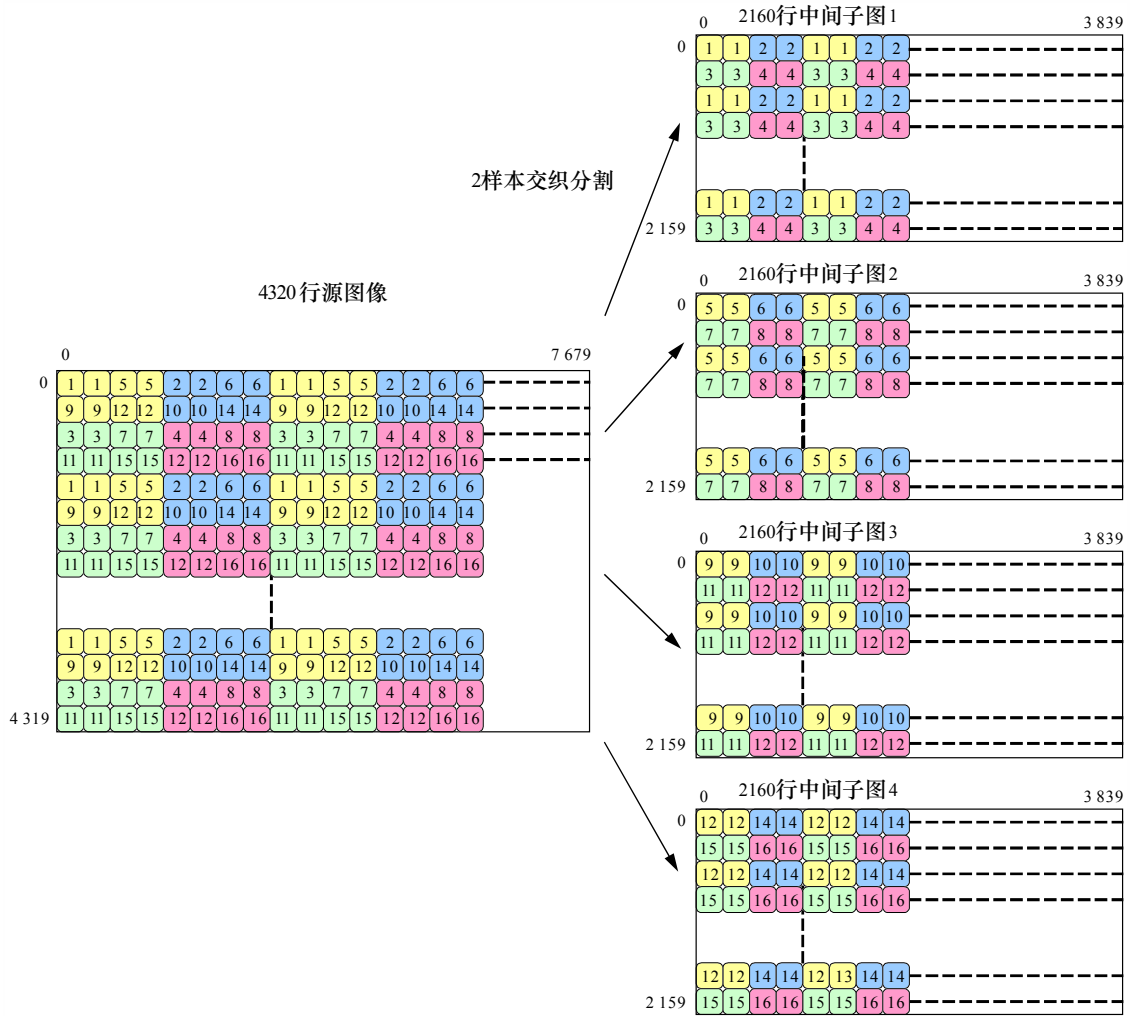 4320行源图像
0 7 679
0
1 1 5 5 2 2 6 6 1 1 5 5 2 2 6 6
9 9 12 12 10 10 14 14 9 9 12 12 10 10 14 14
3 3 7 7 4 4 8 8 3 3 7 7 4 4 8 8
11 11 15 15 12 12 16 16 11 11 15 15 12 12 16 16
1 1 5 5 2 2 6 6 1 1 5 5 2 2 6 6
9 9 12 12 10 10 14 14 9 9 12 12 10 10 14 14
3 3 7 7 4 4 8 8 3 3 7 7 4 4 8 8
11 11 15 15 12 12 16 16 11 11 15 15 12 12 16 16
1 1 5 5 2 2 6 6 1 1 5 5 2 2 6 6
9 9 12 12 10 10 14 14 9 9 12 12 10 10 14 14
3 3 7 7 4 4 8 8 3 3 7 7 4 4 8 8
4 319 11 11 15 15 12 12 16 16 11 11 15 15 12 12 16 16
2样本交织分割
2160行中间子图1
0 3 839
0 1 1 2 2 1 1 2 2
3 3 4 4 3 3 4 4
1 1 2 2 1 1 2 2
3 3 4 4 3 3 4 4
1 1 2 2 1 1 2 2
2 159 3 3 4 4 3 3 4 4
2160行中间子图2
0 3 839
0 5 5 6 6 5 5 6 6
7 7 8 8 7 7 8 8
5 5 6 6 5 5 6 6
7 7 8 8 7 7 8 8
5 5 6 6 5 5 6 6
2 159 7 7 8 8 7 7 8 8
2160行中间子图3
0 3 839
0 9 9 10 10 9 9 10 10
11 11 12 12 11 11 12 12
9 9 10 10 9 9 10 10
11 11 12 12 11 11 12 12
9 9 10 10 9 9 10 10
2 159 11 11 12 12 11 11 12 12
2160行中间子图4
0 3 839
0 12 12 14 14 12 12 14 14
15 15 16 16 15 15 16 16
12 12 14 14 12 12 14 14
15 15 16 16 15 15 16 16
12 12 14 14 12 13 14 14
2 159 15 15 16 16 15 15 16 16